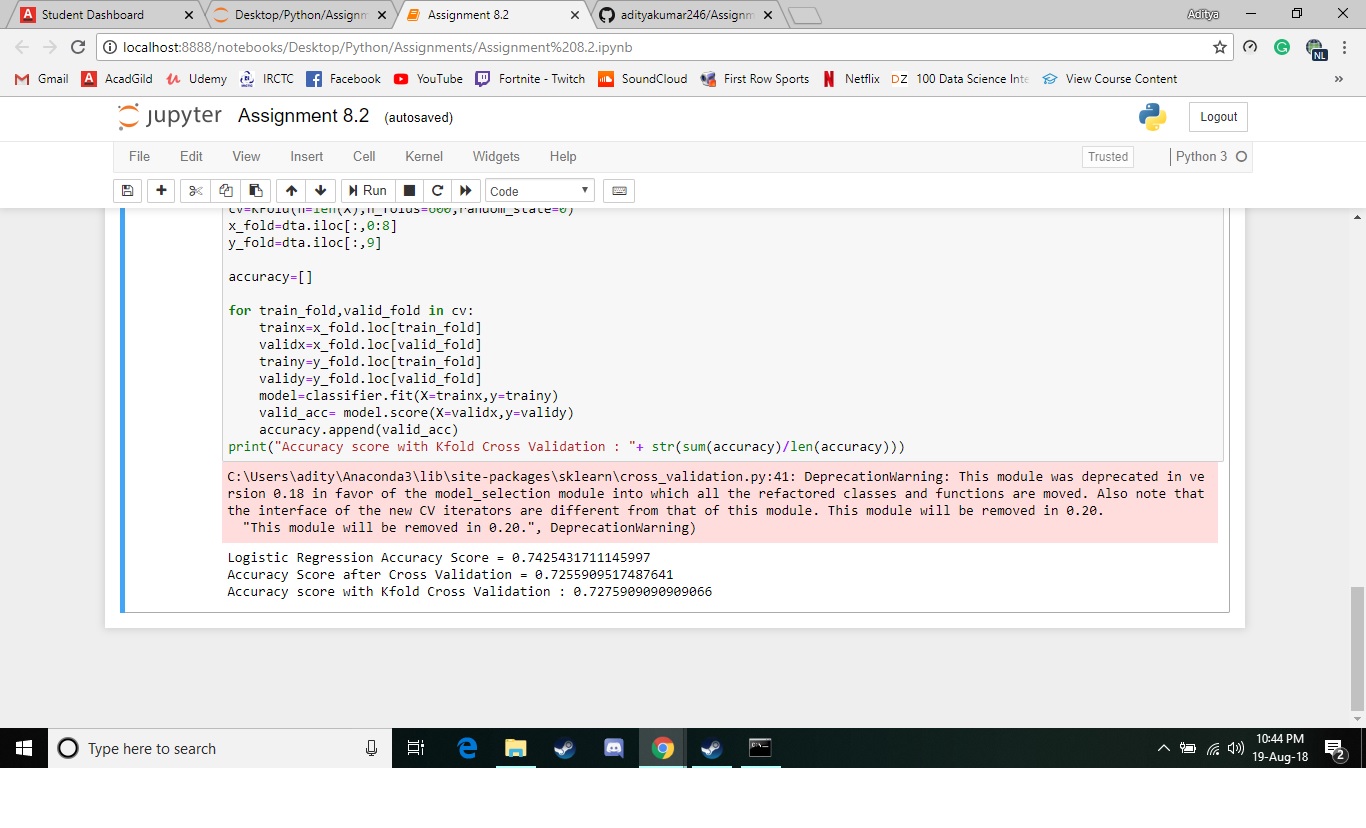 Student Dashboard
Desktop/Python/Assignm
Assignment 8.2
adityakumar246/Assignm
Aditya
localhost:8888/notebooks/Desktop/Python/Assignments/Assignment%208.2.ipynb
NL
Gmail
AcadGild
Udemy
IRCTC
Facebook
YouTube
Fortnite - Twitch
SoundCloud
First Row Sports
Netflix
DZ 100 Data Science Inte
View Course Content
»
jupyter Assignment 8.2 (autosaved)
Logout
File Edit View Insert Cell Kernel Widgets Help
Trusted
Python 3
Run
Code
cv=KFold(n=len(x),n_folds=600,random_state=0)
x_fold=dta.iloc[:,0:8]
y_fold=dta.iloc[:,9]
accuracy=[]
for train_fold,valid_fold in cv:
trainx=x_fold.loc[train_fold]
validx=x_fold.loc[valid_fold]
trainy=y_fold.loc[train_fold]
validy=y_fold.loc[valid_fold]
model=classifier.fit(X=trainx,y=trainy)
valid_acc= model.score(X=validx,y=validy)
accuracy.append(valid_acc)
print("Accuracy score with Kfold Cross Validation : "+ str(sum(accuracy)/len(accuracy)))
C:\Users\adity\Anaconda3\lib\site-packages\sklearn\cross_validation.py:41: DeprecationWarning: This module was deprecated in ve
rsion 0.18 in favor of the model_selection module into which all the refactored classes and functions are moved. Also note that
the interface of the new CV iterators are different from that of this module. This module will be removed in 0.20.
"This module will be removed in 0.20.", DeprecationWarning)
Logistic Regression Accuracy Score = 0.7425431711145997
Accuracy Score after Cross Validation = 0.7255909517487641
Accuracy score with Kfold Cross Validation : 0.7275909090909066
Type here to search
10:44 PM
19-Aug-18
2